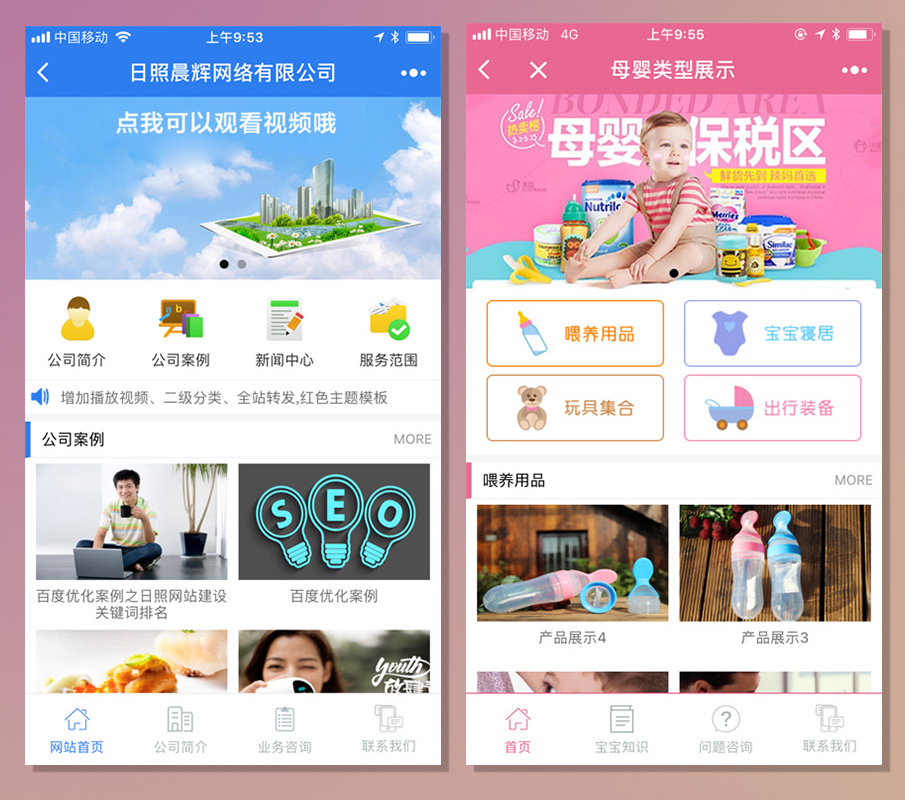 中国移动
上午9:53
日照晨辉网络有限公司
点我可以观看视频哦
公司简介
公司案例
新闻中心
服务范围
增加播放视频、二级分类、全站转发,红色主题模板
公司案例
MORE
SEO
百度优化案例之日照网站建设
关键词排名
百度优化案例
youth
网站首页
公司简介
业务咨询
联系我们
中国移动 4G
上午9:55
母婴类型展示
BONDED AREA
Sale!
热卖榜
母婴保税区
鲜货先到 辣妈首选
Nutrilon
Merries
Similac
喂养用品
宝宝寝居
玩具集合
出行装备
喂养用品
MORE
产品展示4
产品展示3
首页
宝宝知识
问题咨询
联系我们